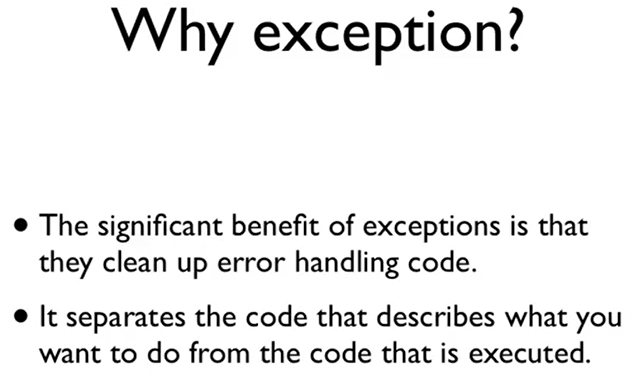 Why exception?
• The significant benefit of exceptions is that
they clean up error handling code.
• It separates the code that describes what you
want to do from the code that is executed.